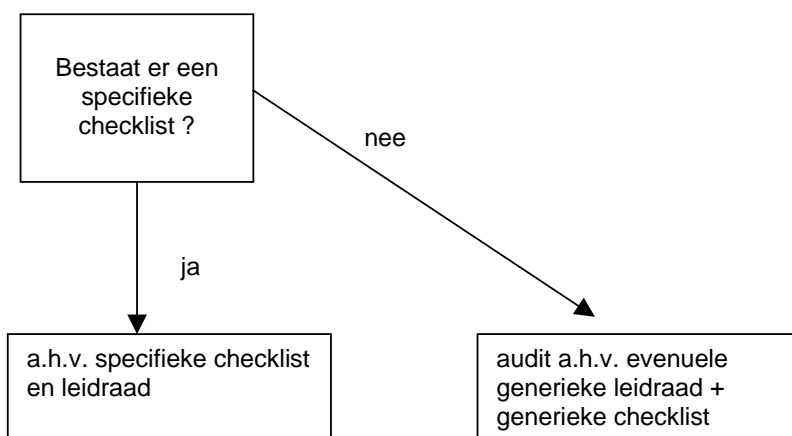 Bestaat er een
specifieke
checklist ?
nee
ja
a.h.v. specifieke checklist
en leidraad
audit a.h.v. evenuele
generieke leidraad +
generieke checklist